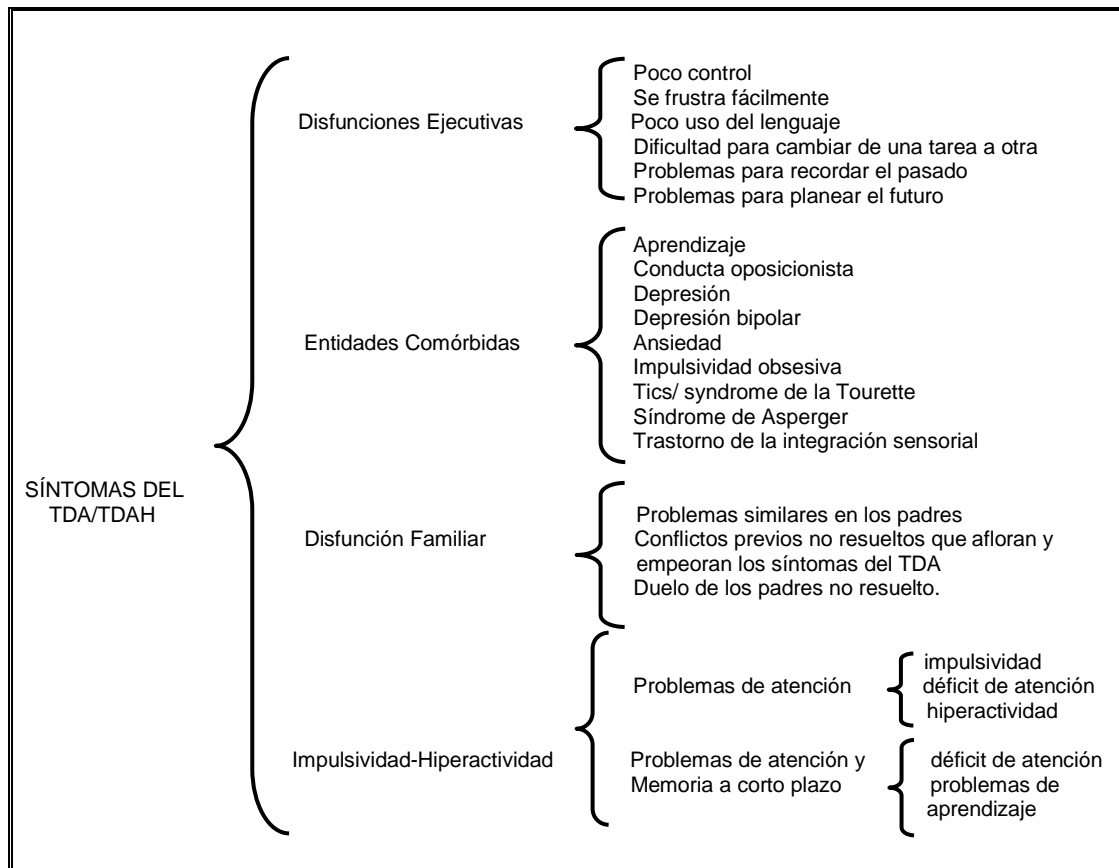 SÍNTOMAS DEL
TDA/TDAH
Disfunciones Ejecutivas
Poco control
Se frustra fácilmente
Poco uso del lenguaje
Dificultad para cambiar de una tarea a otra
Problemas para recordar el pasado
Problemas para planear el futuro
Entidades Comórbidas
Aprendizaje
Conducta oposicionista
Depresión
Depresión bipolar
Ansiedad
Impulsividad obsesiva
Tics/ syndrome de la Tourette
Síndrome de Asperger
Trastorno de la integración sensorial
Disfunción Familiar
Problemas similares en los padres
Conflictos previos no resueltos que afloran y
empeoran los síntomas del TDA
Duelo de los padres no resuelto.
Impulsividad-Hiperactividad
Problemas de atención
impulsividad
déficit de atención
hiperactividad
Problemas de atención y
Memoria a corto plazo
déficit de atención
problemas de
aprendizaje